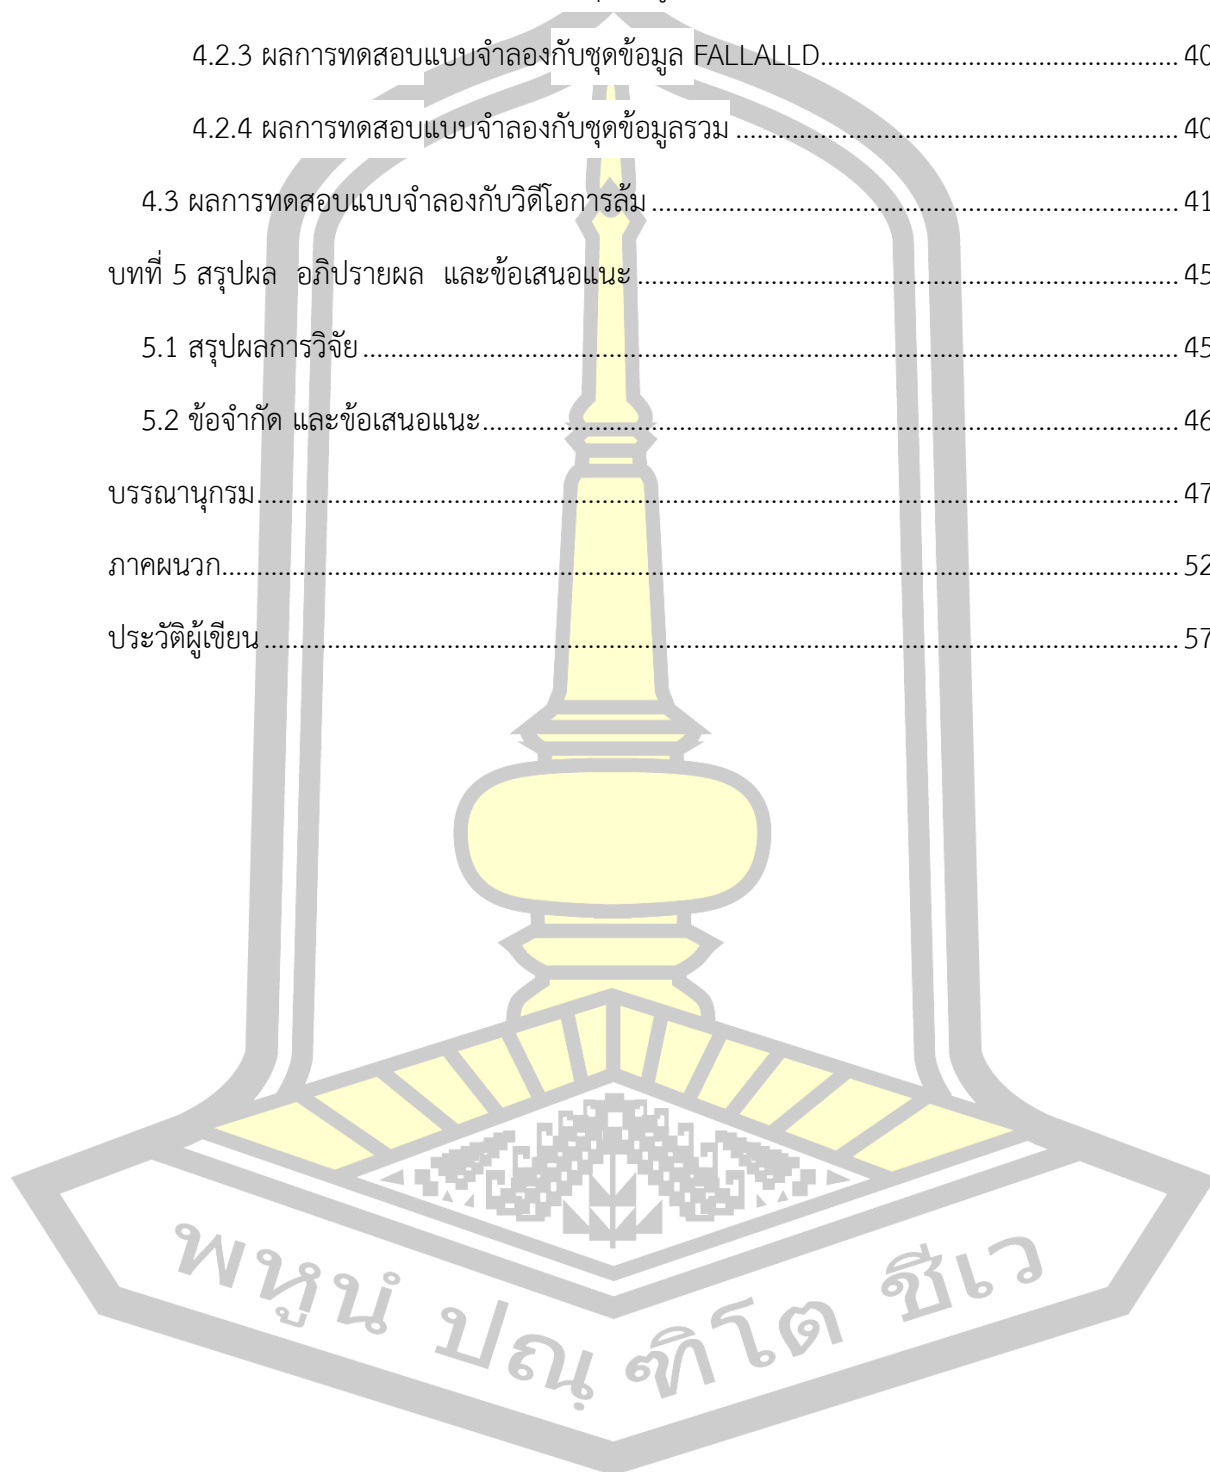 4.2.3 ผลการทดสอบแบบจำลองกับชุดข้อมูล FALLALLD........................................................ 40
4.2.4 ผลการทดสอบแบบจำลองกับชุดข้อมูลรวม ........................................................ 40
4.3 ผลการทดสอบแบบจำลองกับวิดีโอการล้ม ........................................................ 41
บทที่ 5 สรุปผล อภิปรายผล และข้อเสนอแนะ ........................................................ 45
5.1 สรุปผลการวิจัย ........................................................ 45
5.2 ข้อจำกัด และข้อเสนอแนะ........................................................ 46
บรรณานุกรม........................................................ 47
ภาคผนวก........................................................ 52
ประวัติผู้เขียน ........................................................ 57
พหูนํ ปณฺฑิโต ชีเว